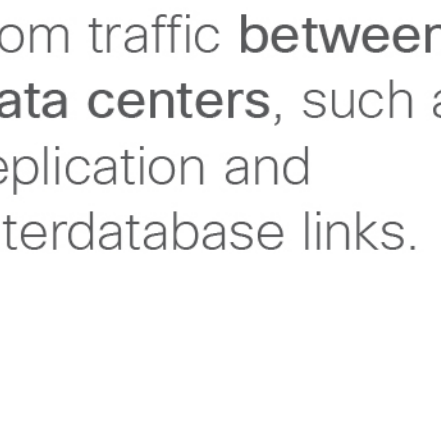 om traffic between
ata centers, such a
eplication and
terdatabase links.